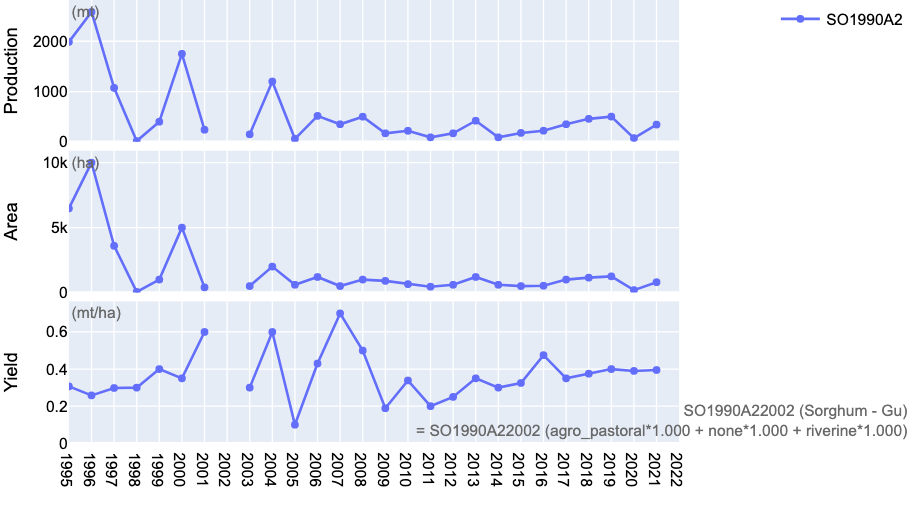 SO1990A2
Production
(mt)
2000
1000
0
Area
(ha)
10k
5k
0
Yield
(mt/ha)
0.6
0.4
0.2
0
SO1990A22002 (Sorghum - Gu)
= SO1990A22002 (agro_pastoral*1.000 + none*1.000 + riverine*1.000)
1995 1996 1997 1998 1999 2000 2001 2002 2003 2004 2005 2006 2007 2008 2009 2010 2011 2012 2013 2014 2015 2016 2017 2018 2019 2020 2021 2022